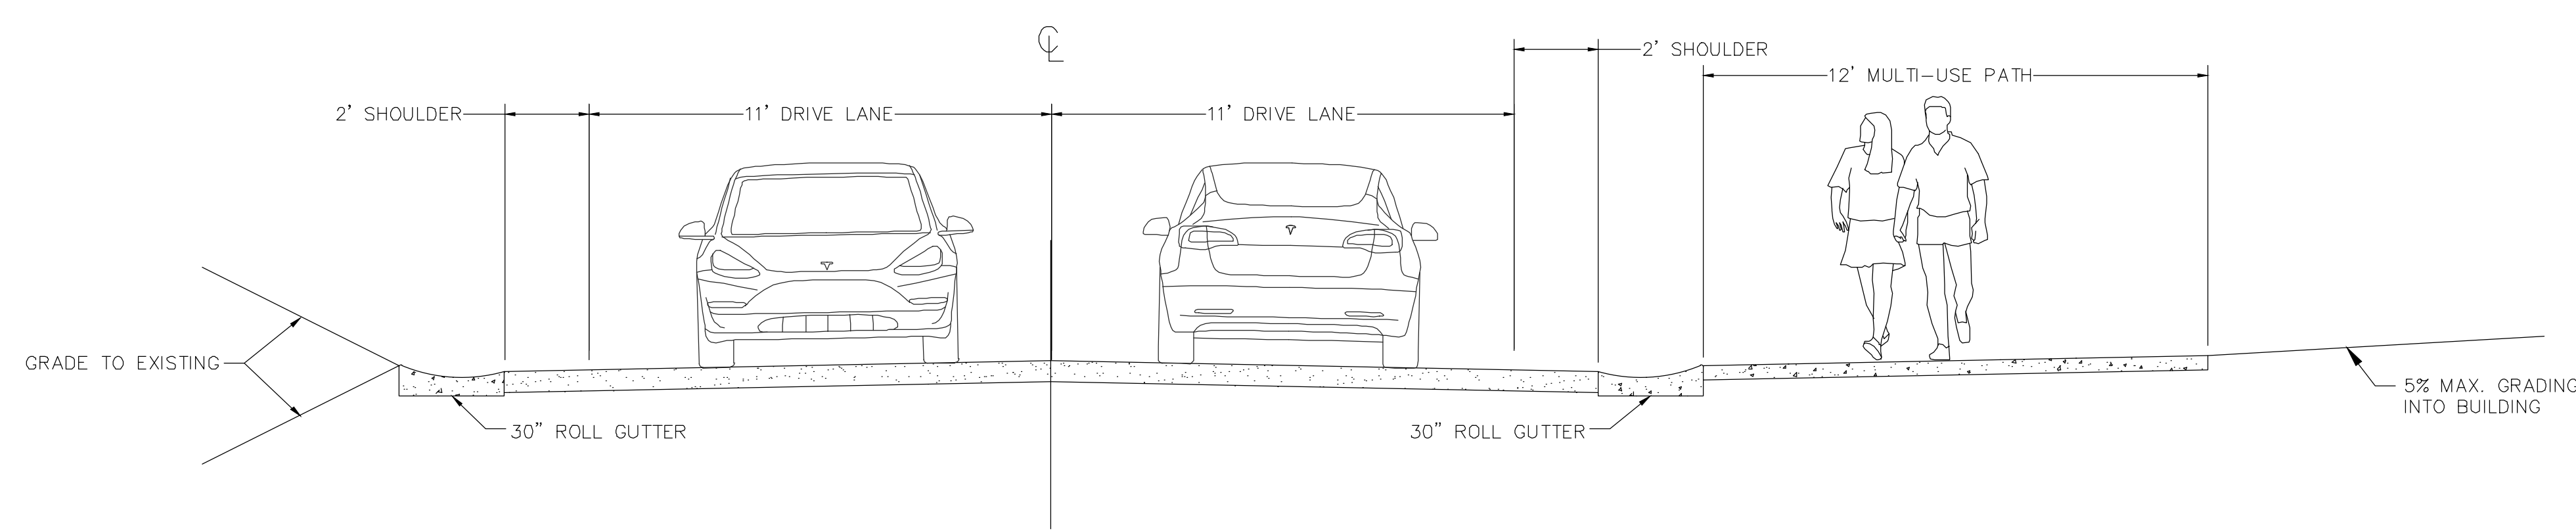 ℄
2' SHOULDER
12' MULTI-USE PATH
2' SHOULDER
11' DRIVE LANE
11' DRIVE LANE
GRADE TO EXISTING
5% MAX. GRADING
INTO BUILDING
30" ROLL GUTTER
30" ROLL GUTTER